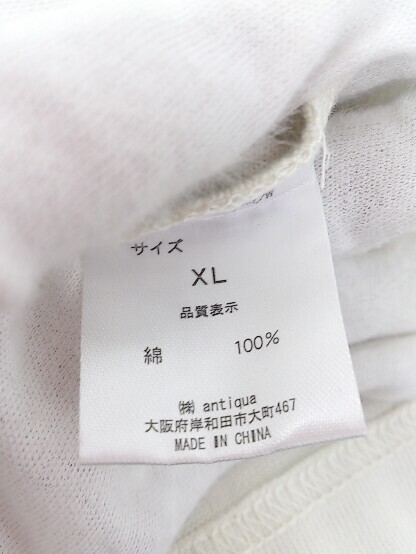 サイズ
XL
品質表示
綿 100%
㈱ antiqua
大阪府岸和田市大町467
MADE IN CHINA